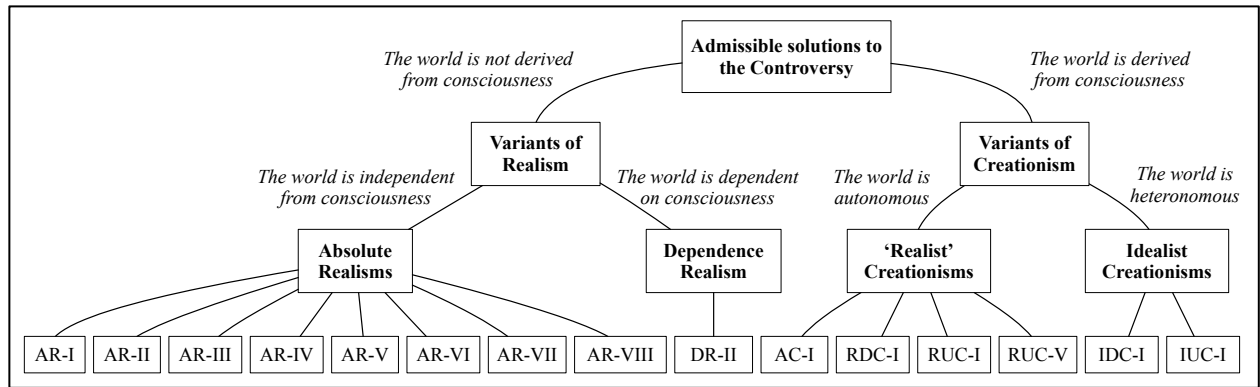 Admissible solutions to
the Controversy
The world is not derived
from consciousness
The world is derived
from consciousness
Variants of
Realism
Variants of
Creationism
The world is independent
from consciousness
The world is dependent
on consciousness
The world is
autonomous
The world is
heteronomous
Absolute
Realisms
Dependence
Realism
‘Realist’
Creationisms
Idealist
Creationisms
AR-I
AR-II
AR-III
AR-IV
AR-V
AR-VI
AR-VII
AR-VIII
DR-II
AC-I
RDC-I
RUC-I
RUC-V
IDC-I
IUC-I